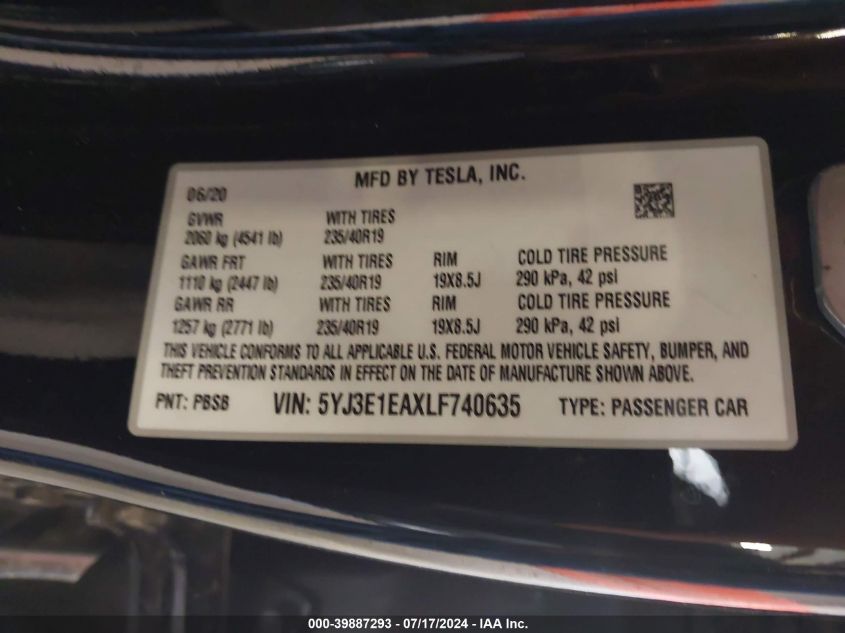 MFD BY TESLA, INC.
06/20
GVWR WITH TIRES
2060 kg (4541 lb) 235/40R19
GAWR FRT WITH TIRES RIM COLD TIRE PRESSURE
1110 kg (2447 lb) 235/40R19 19X8.5J 290 kPa, 42 psi
GAWR RR WITH TIRES RIM COLD TIRE PRESSURE
1257 kg (2771 lb) 235/40R19 19X8.5J 290 kPa, 42 psi
THIS VEHICLE CONFORMS TO ALL APPLICABLE U.S. FEDERAL MOTOR VEHICLE SAFETY, BUMPER, AND
THEFT PREVENTION STANDARDS IN EFFECT ON THE DATE OF MANUFACTURE SHOWN ABOVE.
PNT: PBSB VIN: 5YJ3E1EAXLF740635 TYPE: PASSENGER CAR
000-39887293 - 07/17/2024 - IAA Inc.